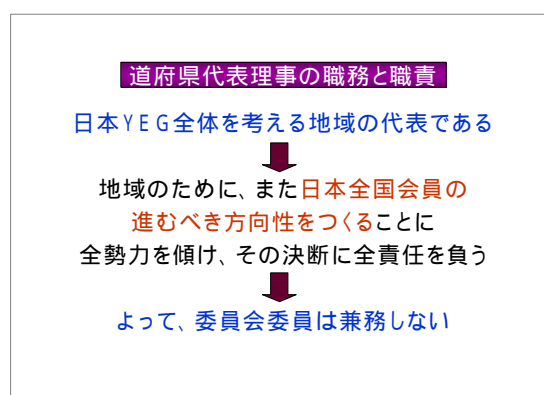 道府県代表理事の職務と職責
日本YEG全体を考える地域の代表である
地域のために、また日本全国会員の
進むべき方向性をつくることに
全勢力を傾け、その決断に全責任を負う
よって、委員会委員は兼務しない